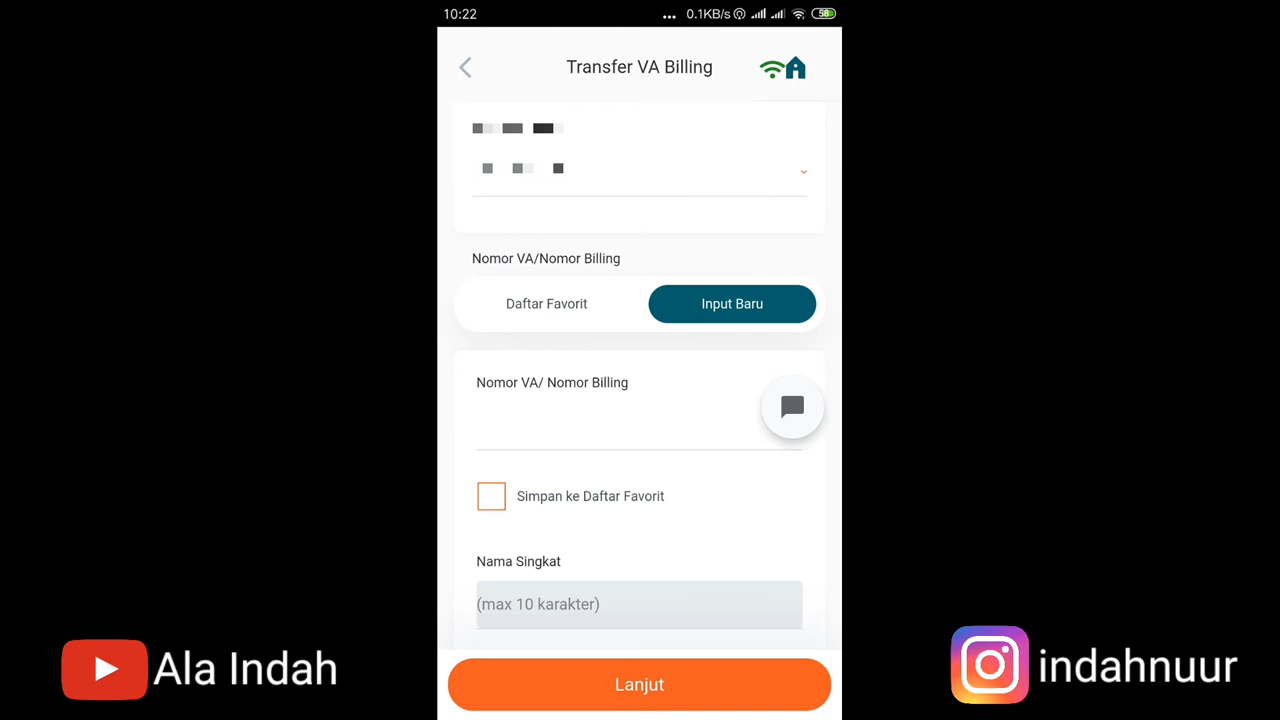 10:22
... 0.1KB/s 58
Transfer VA Billing
Nomor VA/Nomor Billing
Daftar Favorit
Input Baru
Nomor VA/ Nomor Billing
Simpan ke Daftar Favorit
Nama Singkat
(max 10 karakter)
Lanjut
Ala Indah
indahnuur